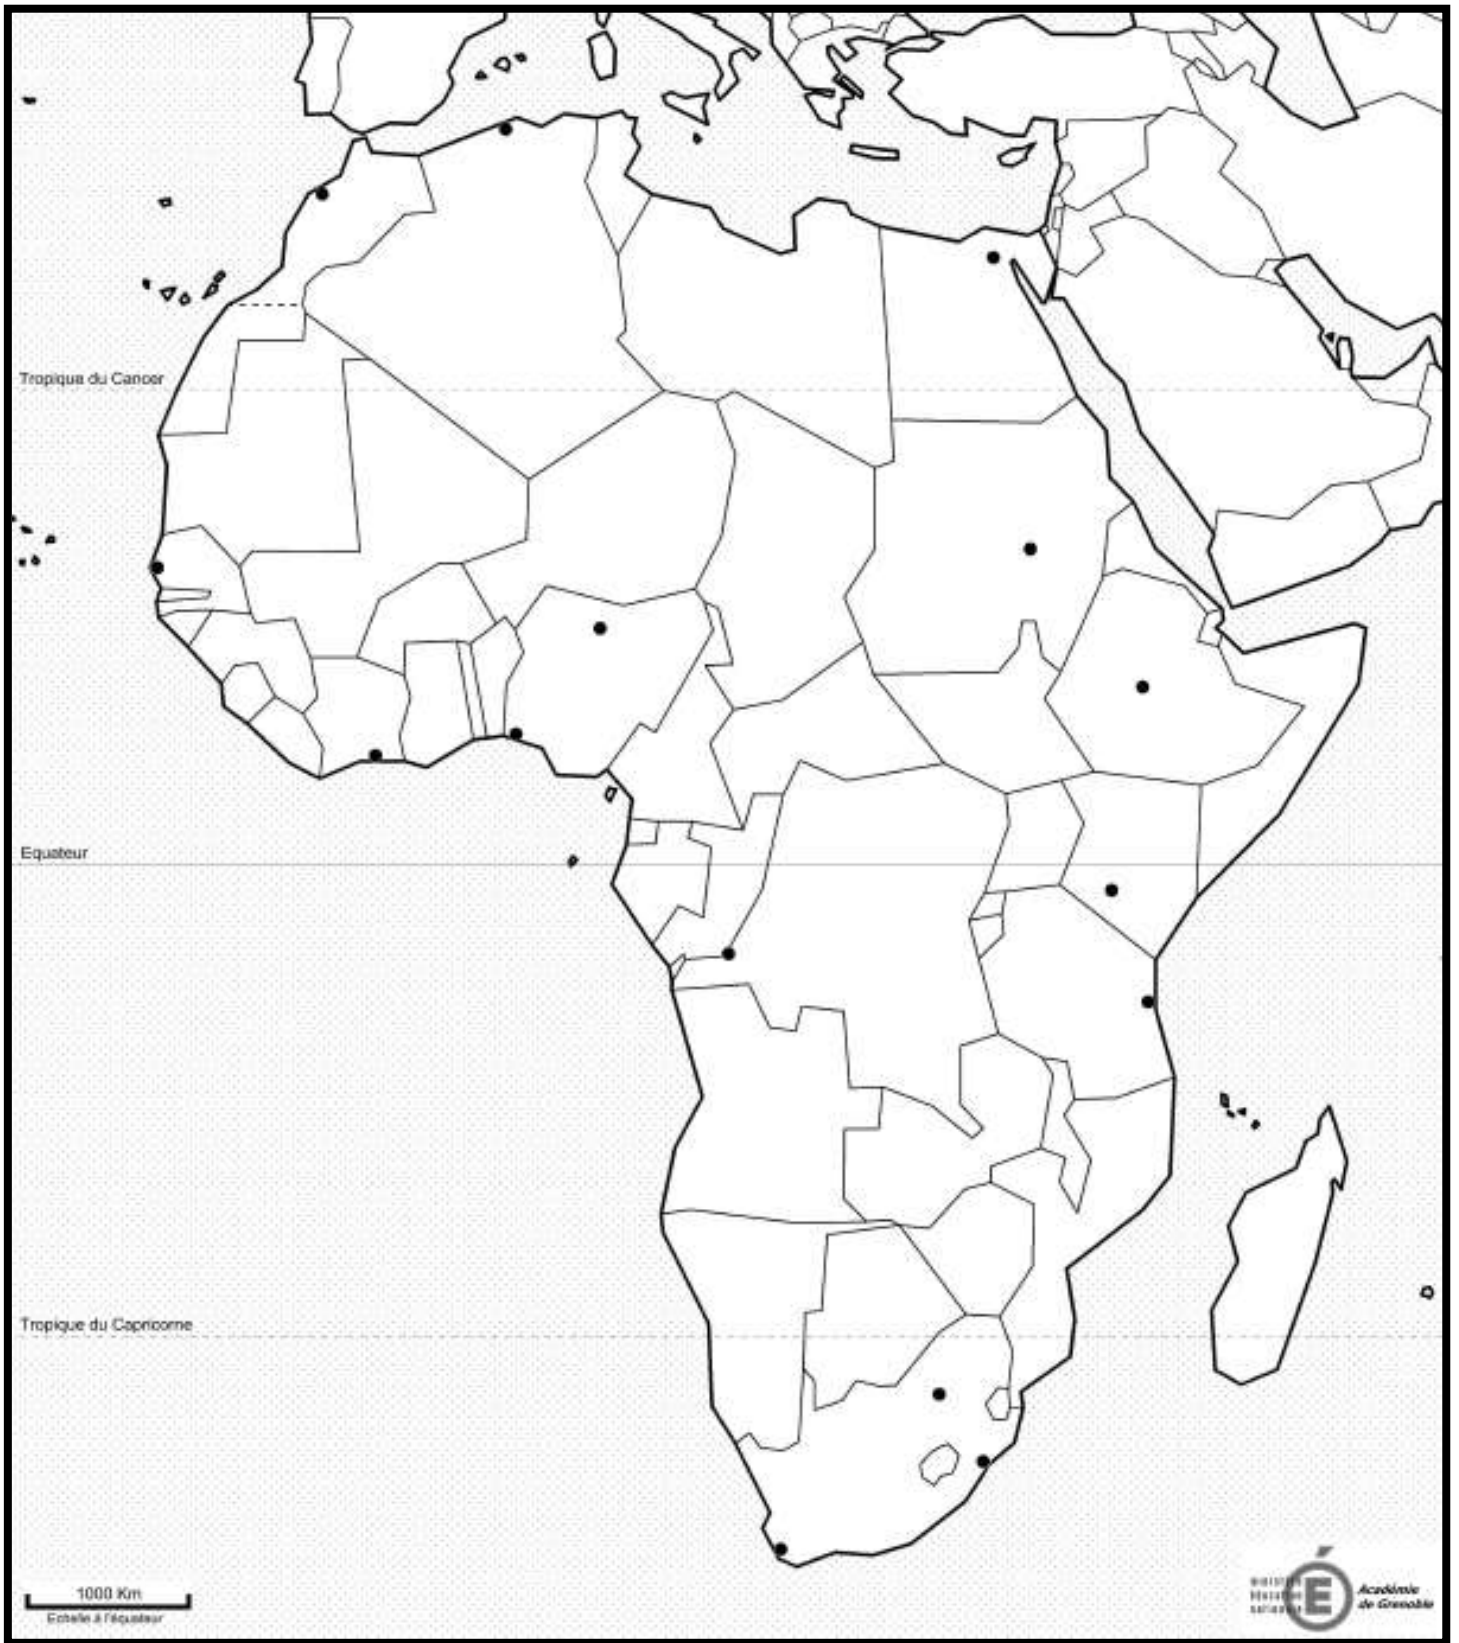 Tropique du Cancer
Equateur
Tropique du Capricorne
1000 Km
Echelle à l'équateur
É
Académie
de Grenoble